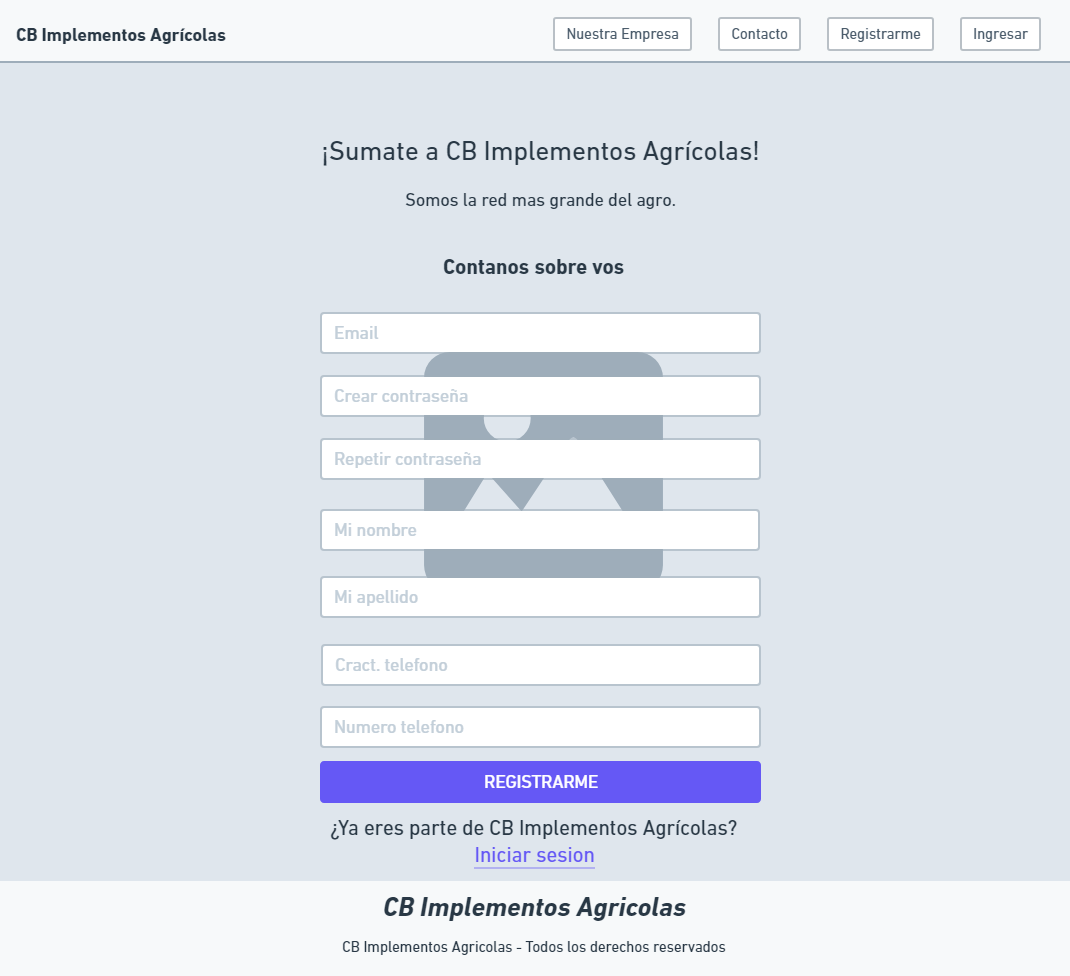 CB Implementos Agrícolas
Nuestra Empresa
Contacto
Registrarme
Ingresar
¡Sumate a CB Implementos Agrícolas!
Somos la red mas grande del agro.
Contanos sobre vos
Email
Crear contraseña
Repetir contraseña
Mi nombre
Mi apellido
Cract. telefono
Numero telefono
REGISTRARME
¿Ya eres parte de CB Implementos Agrícolas?
Iniciar sesion
CB Implementos Agricolas
CB Implementos Agricolas - Todos los derechos reservados